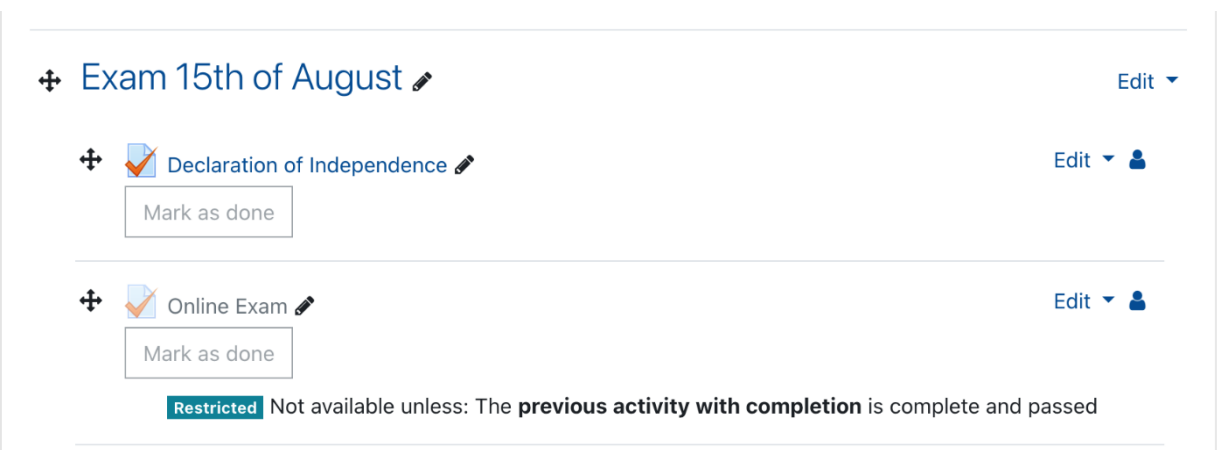 Exam 15th of August
Edit
Declaration of Independence
Edit
Mark as done
Online Exam
Edit
Mark as done
Restricted Not available unless: The previous activity with completion is complete and passed